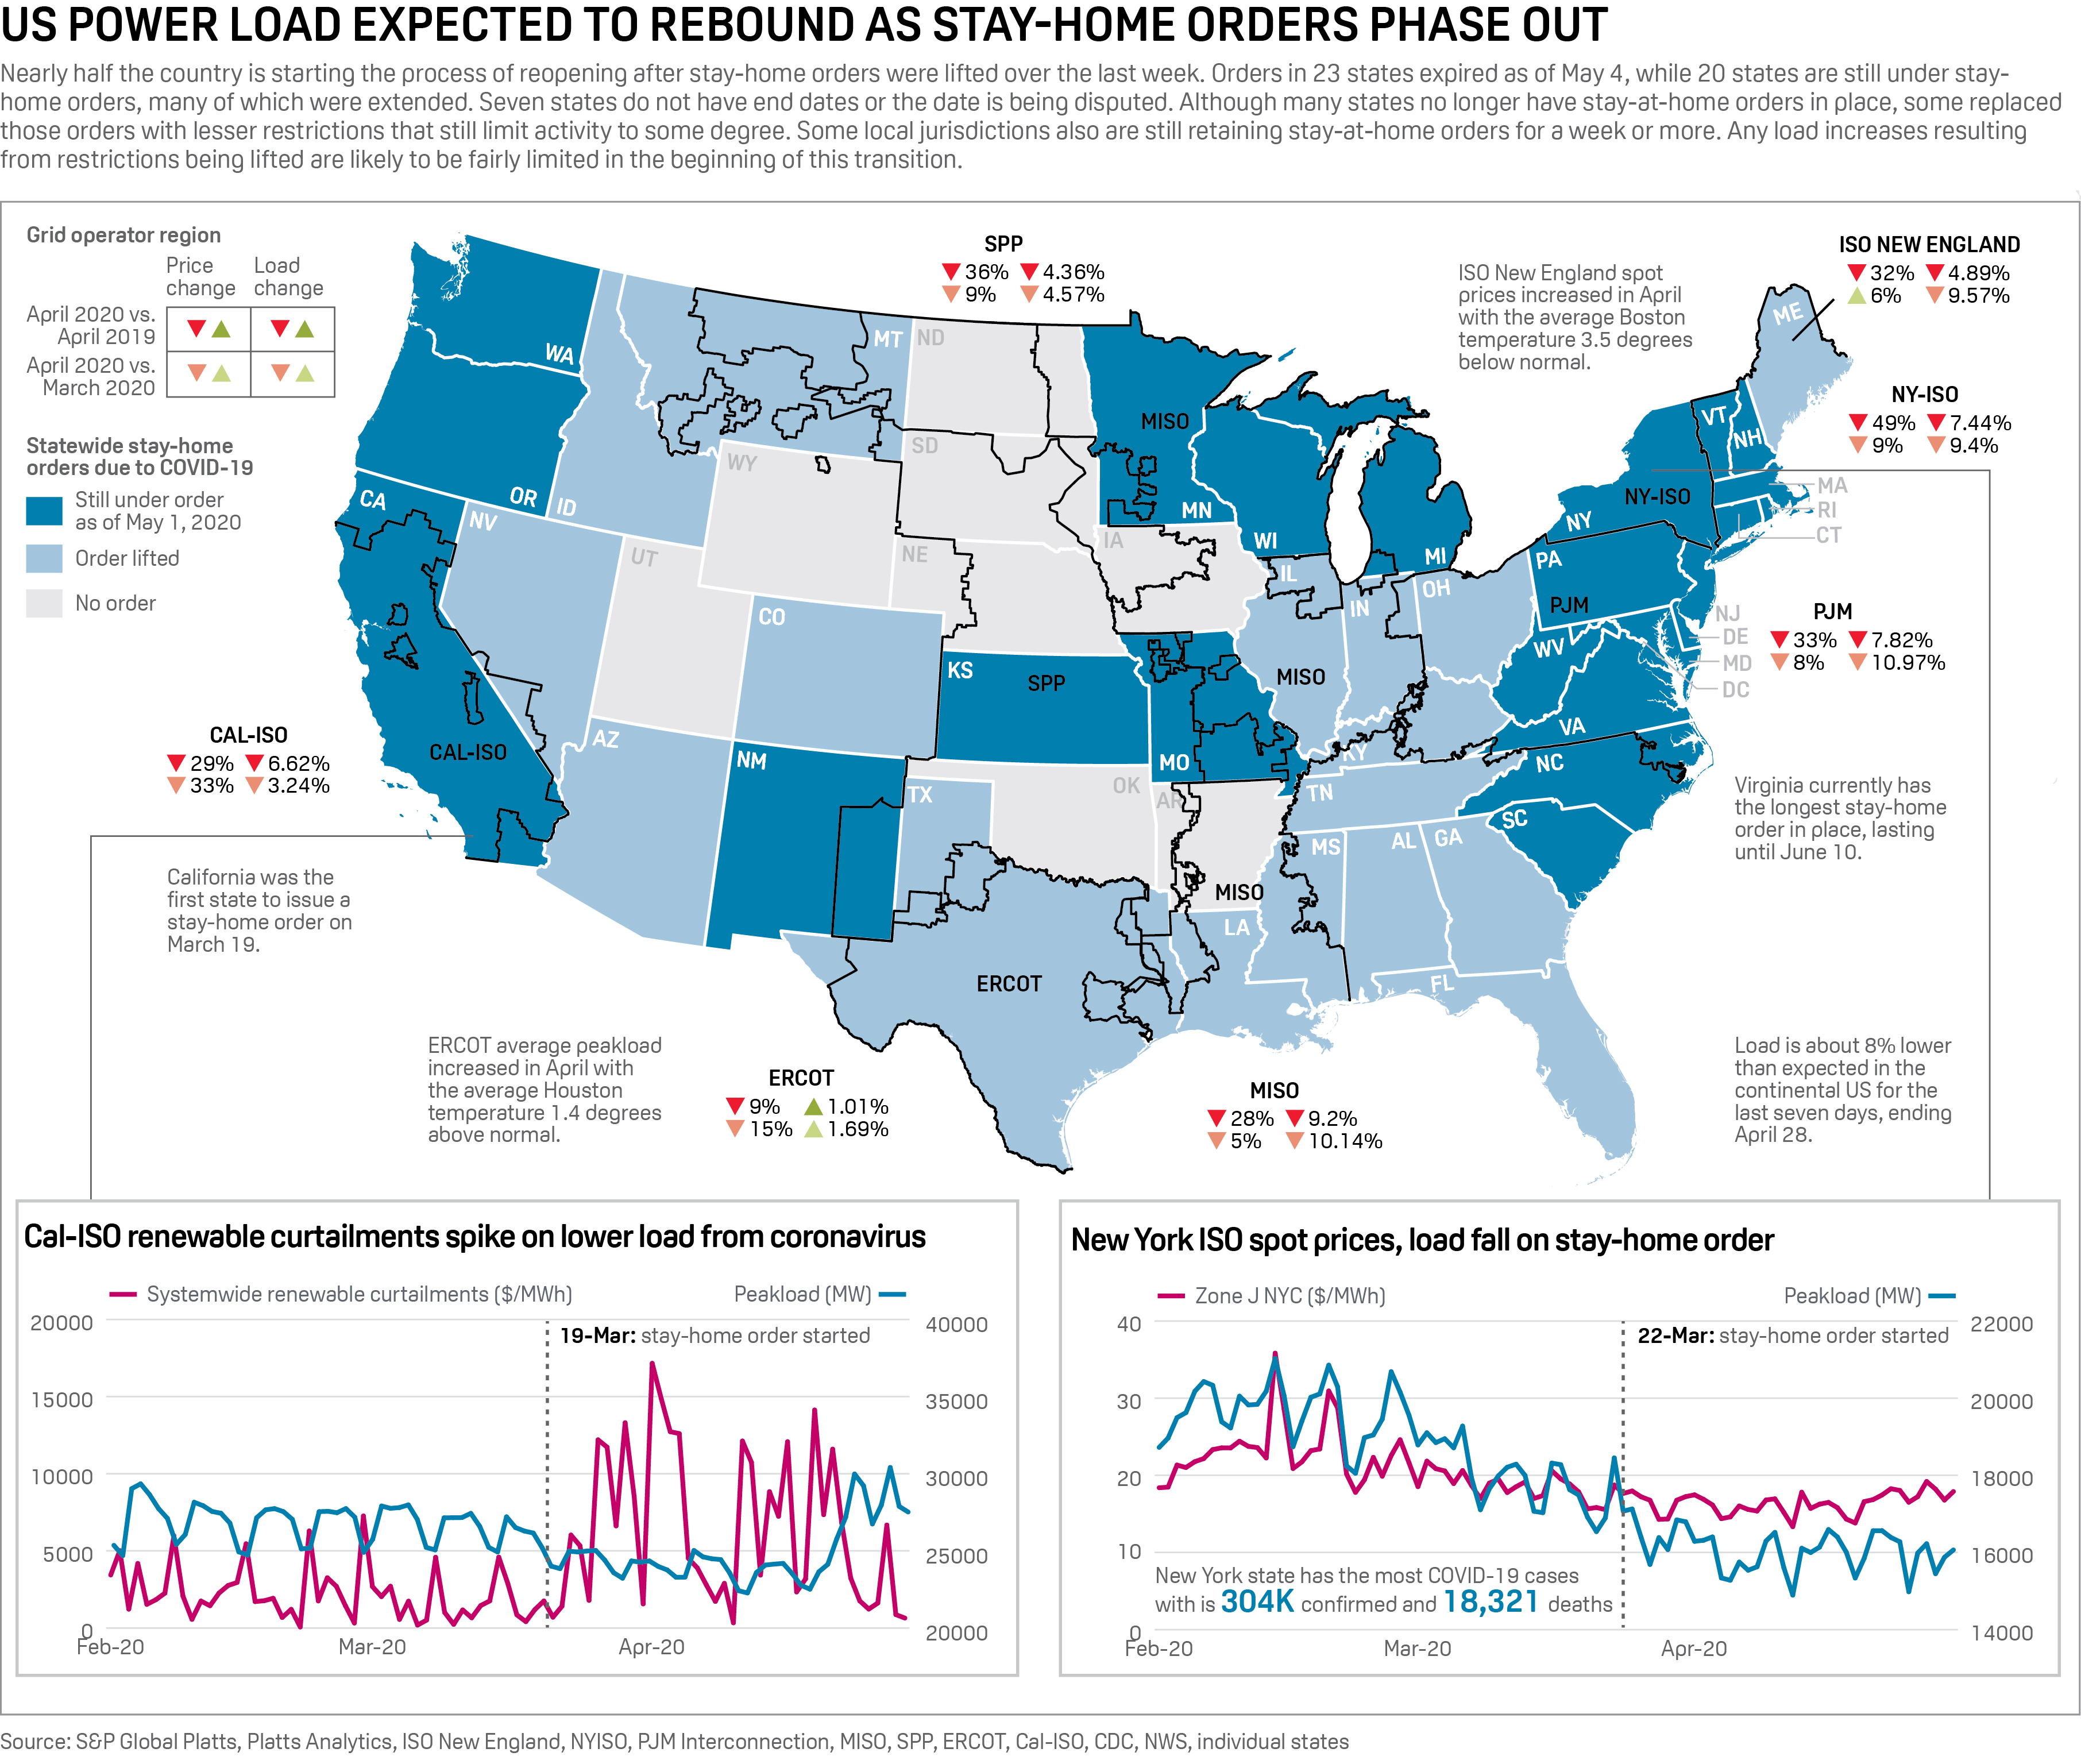 US POWER LOAD EXPECTED TO REBOUND AS STAY-HOME ORDERS PHASE OUT
Nearly half the country is starting the process of reopening after stay-home orders were lifted over the last week. Orders in 23 states expired as of May 4, while 20 states are still under stay-
home orders, many of which were extended. Seven states do not have end dates or the date is being disputed. Although many states no longer have stay-at-home orders in place, some replaced
those orders with lesser restrictions that still limit activity to some degree. Some local jurisdictions also are still retaining stay-at-home orders for a week or more. Any load increases resulting
from restrictions being lifted are likely to be fairly limited in the beginning of this transition.
Grid operator region
Price change
Load change
April 2020 vs.
April 2019
April 2020 vs.
March 2020
Statewide stay-home
orders due to COVID-19
Still under order
as of May 1, 2020
Order lifted
No order
SPP
36% 4.36%
9% 4.57%
ISO New England spot
prices increased in April
with the average Boston
temperature 3.5 degrees
below normal.
ISO NEW ENGLAND
32% 4.89%
6% 9.57%
NY-ISO
49% 7.44%
9% 9.4%
PJM
33% 7.82%
8% 10.97%
CAL-ISO
29% 6.62%
33% 3.24%
California was the
first state to issue a
stay-home order on
March 19.
ERCOT average peakload
increased in April with
the average Houston
temperature 1.4 degrees
above normal.
ERCOT
9% 1.01%
15% 1.69%
MISO
28% 9.2%
5% 10.14%
Virginia currently has
the longest stay-home
order in place, lasting
until June 10.
Load is about 8% lower
than expected in the
continental US for the
last seven days, ending
April 28.
WA
OR
CA
ID
NV
MT
WY
UT
CO
AZ
NM
ND
SD
NE
KS
OK
TX
MN
IA
MO
AR
LA
WI
IL
MI
IN
OH
KY
TN
MS
AL
GA
FL
SC
NC
VA
WV
PA
NY
VT
NH
ME
MA
RI
CT
NJ
DE
MD
DC
MISO
SPP
MISO
MISO
ERCOT
CAL-ISO
NY-ISO
PJM
Cal-ISO renewable curtailments spike on lower load from coronavirus
Systemwide renewable curtailments ($/MWh)
Peakload (MW)
19-Mar: stay-home order started
20000
15000
10000
5000
0
40000
35000
30000
25000
20000
Feb-20
Mar-20
Apr-20
New York ISO spot prices, load fall on stay-home order
Zone J NYC ($/MWh)
Peakload (MW)
22-Mar: stay-home order started
40
30
20
10
0
22000
20000
18000
16000
14000
New York state has the most COVID-19 cases
with is 304K confirmed and 18,321 deaths
Feb-20
Mar-20
Apr-20
Source: S&P Global Platts, Platts Analytics, ISO New England, NYISO, PJM Interconnection, MISO, SPP, ERCOT, Cal-ISO, CDC, NWS, individual states